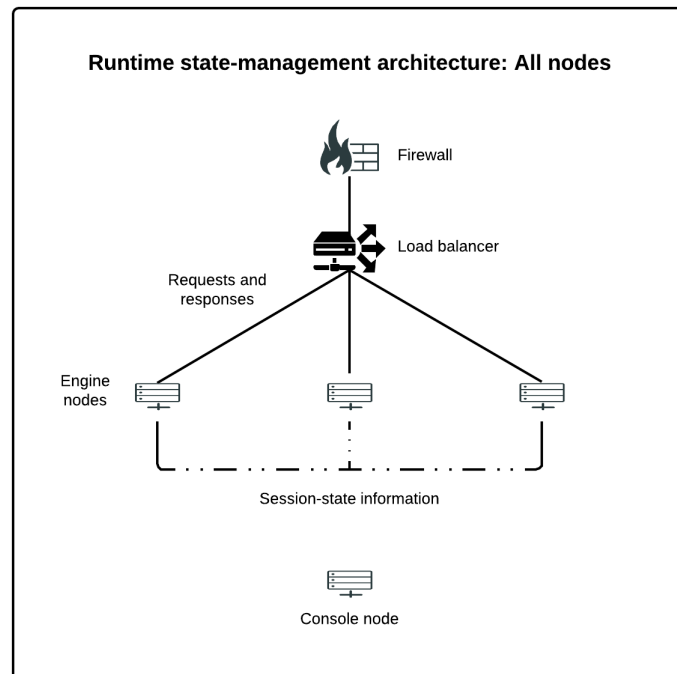 Runtime state-management architecture: All nodes
Firewall
Load balancer
Requests and
responses
Engine
nodes
Session-state information
Console node